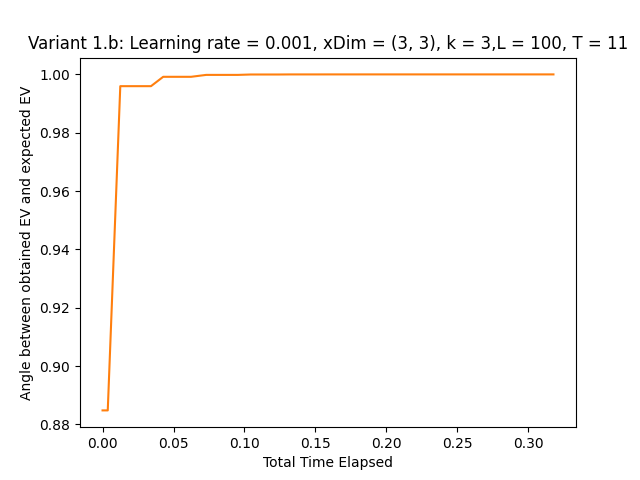 Variant 1.b: Learning rate = 0.001, xDim = (3, 3), k = 3,L = 100, T = 11
1.00
0.98
0.96
0.94
0.92
0.90
0.88
Angle between obtained EV and expected EV
0.00 0.05 0.10 0.15 0.20 0.25 0.30
Total Time Elapsed